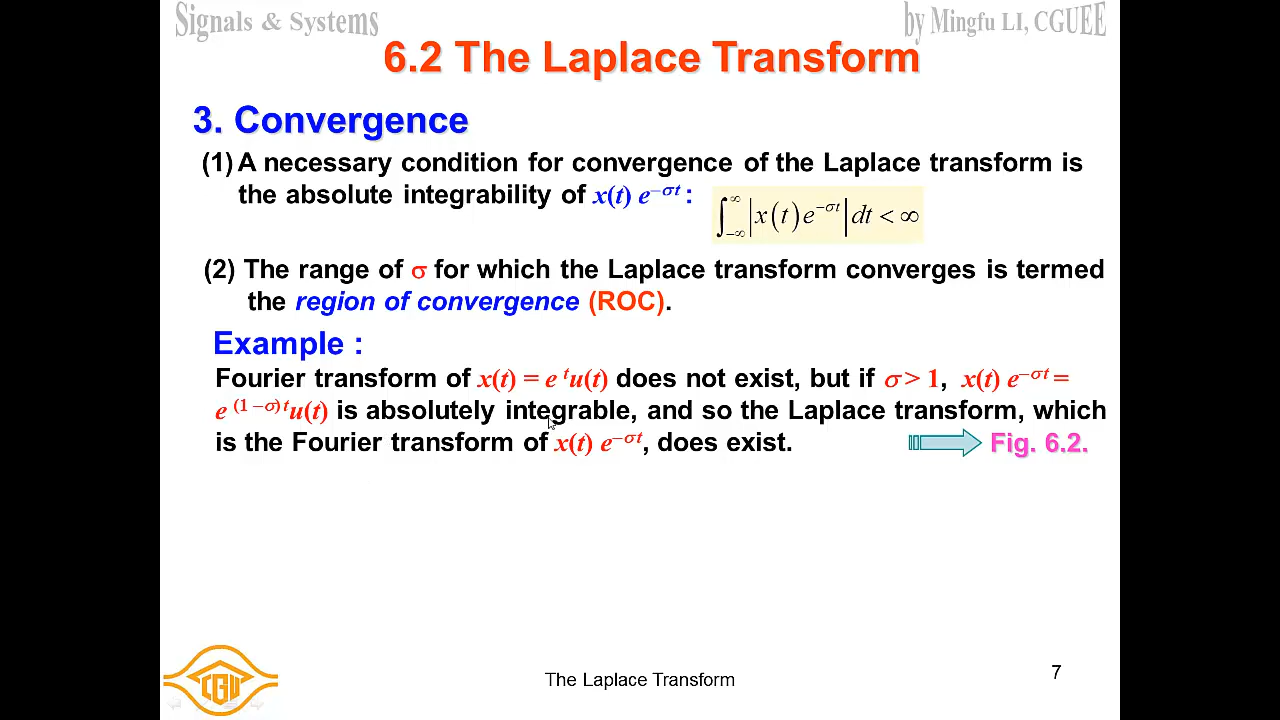 Signals & Systems
by Mingfu LI, CGUEE
6.2 The Laplace Transform
3. Convergence
(1) A necessary condition for convergence of the Laplace transform is
the absolute integrability of x(t) e^{−σt} :
∫_{−∞}^{∞} |x(t)e^{−σt}| dt < ∞
(2) The range of σ for which the Laplace transform converges is termed
the region of convergence (ROC).
Example :
Fourier transform of x(t) = e^{t}u(t) does not exist, but if σ > 1, x(t) e^{−σt} =
e^{(1−σ)t}u(t) is absolutely integrable, and so the Laplace transform, which
is the Fourier transform of x(t) e^{−σt}, does exist.
Fig. 6.2.
CGU
The Laplace Transform
7